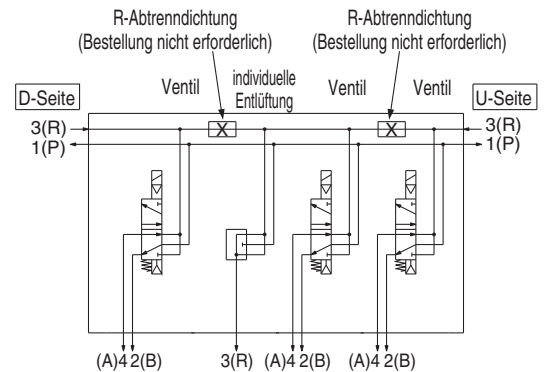 R-Abtrenndichtung
(Bestellung nicht erforderlich)
R-Abtrenndichtung
(Bestellung nicht erforderlich)
D-Seite
Ventil
individuelle
Entlüftung
Ventil
Ventil
U-Seite
3(R)
1(P)
X
X
3(R)
1(P)
(A)4 2(B)
3(R)
(A)4 2(B)
(A)4 2(B)